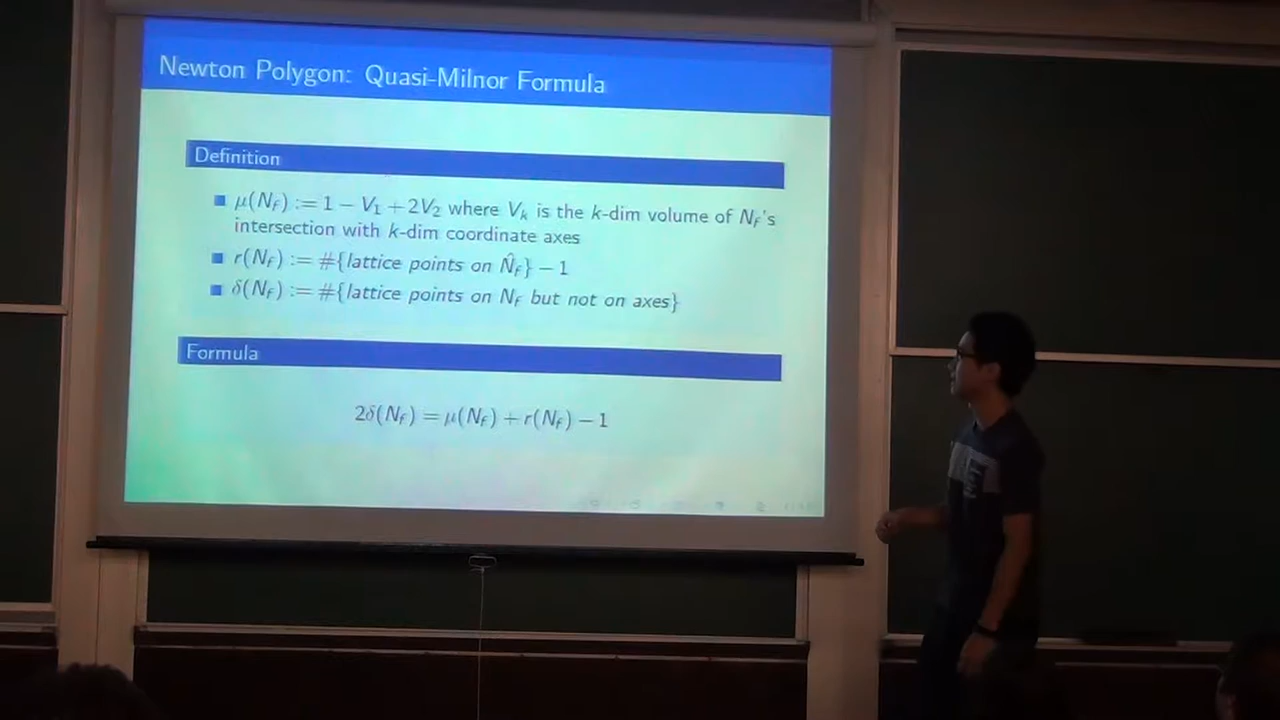 Newton Polygon: Quasi-Milnor Formula
Definition
μ(N_f) := 1 − V_1 + 2V_2 where V_k is the k-dim volume of N_f's
intersection with k-dim coordinate axes
r(N_f) := #{lattice points on N̂_f} − 1
δ(N_f) := #{lattice points on N_f but not on axes}
Formula
2δ(N_f) = μ(N_f) + r(N_f) − 1